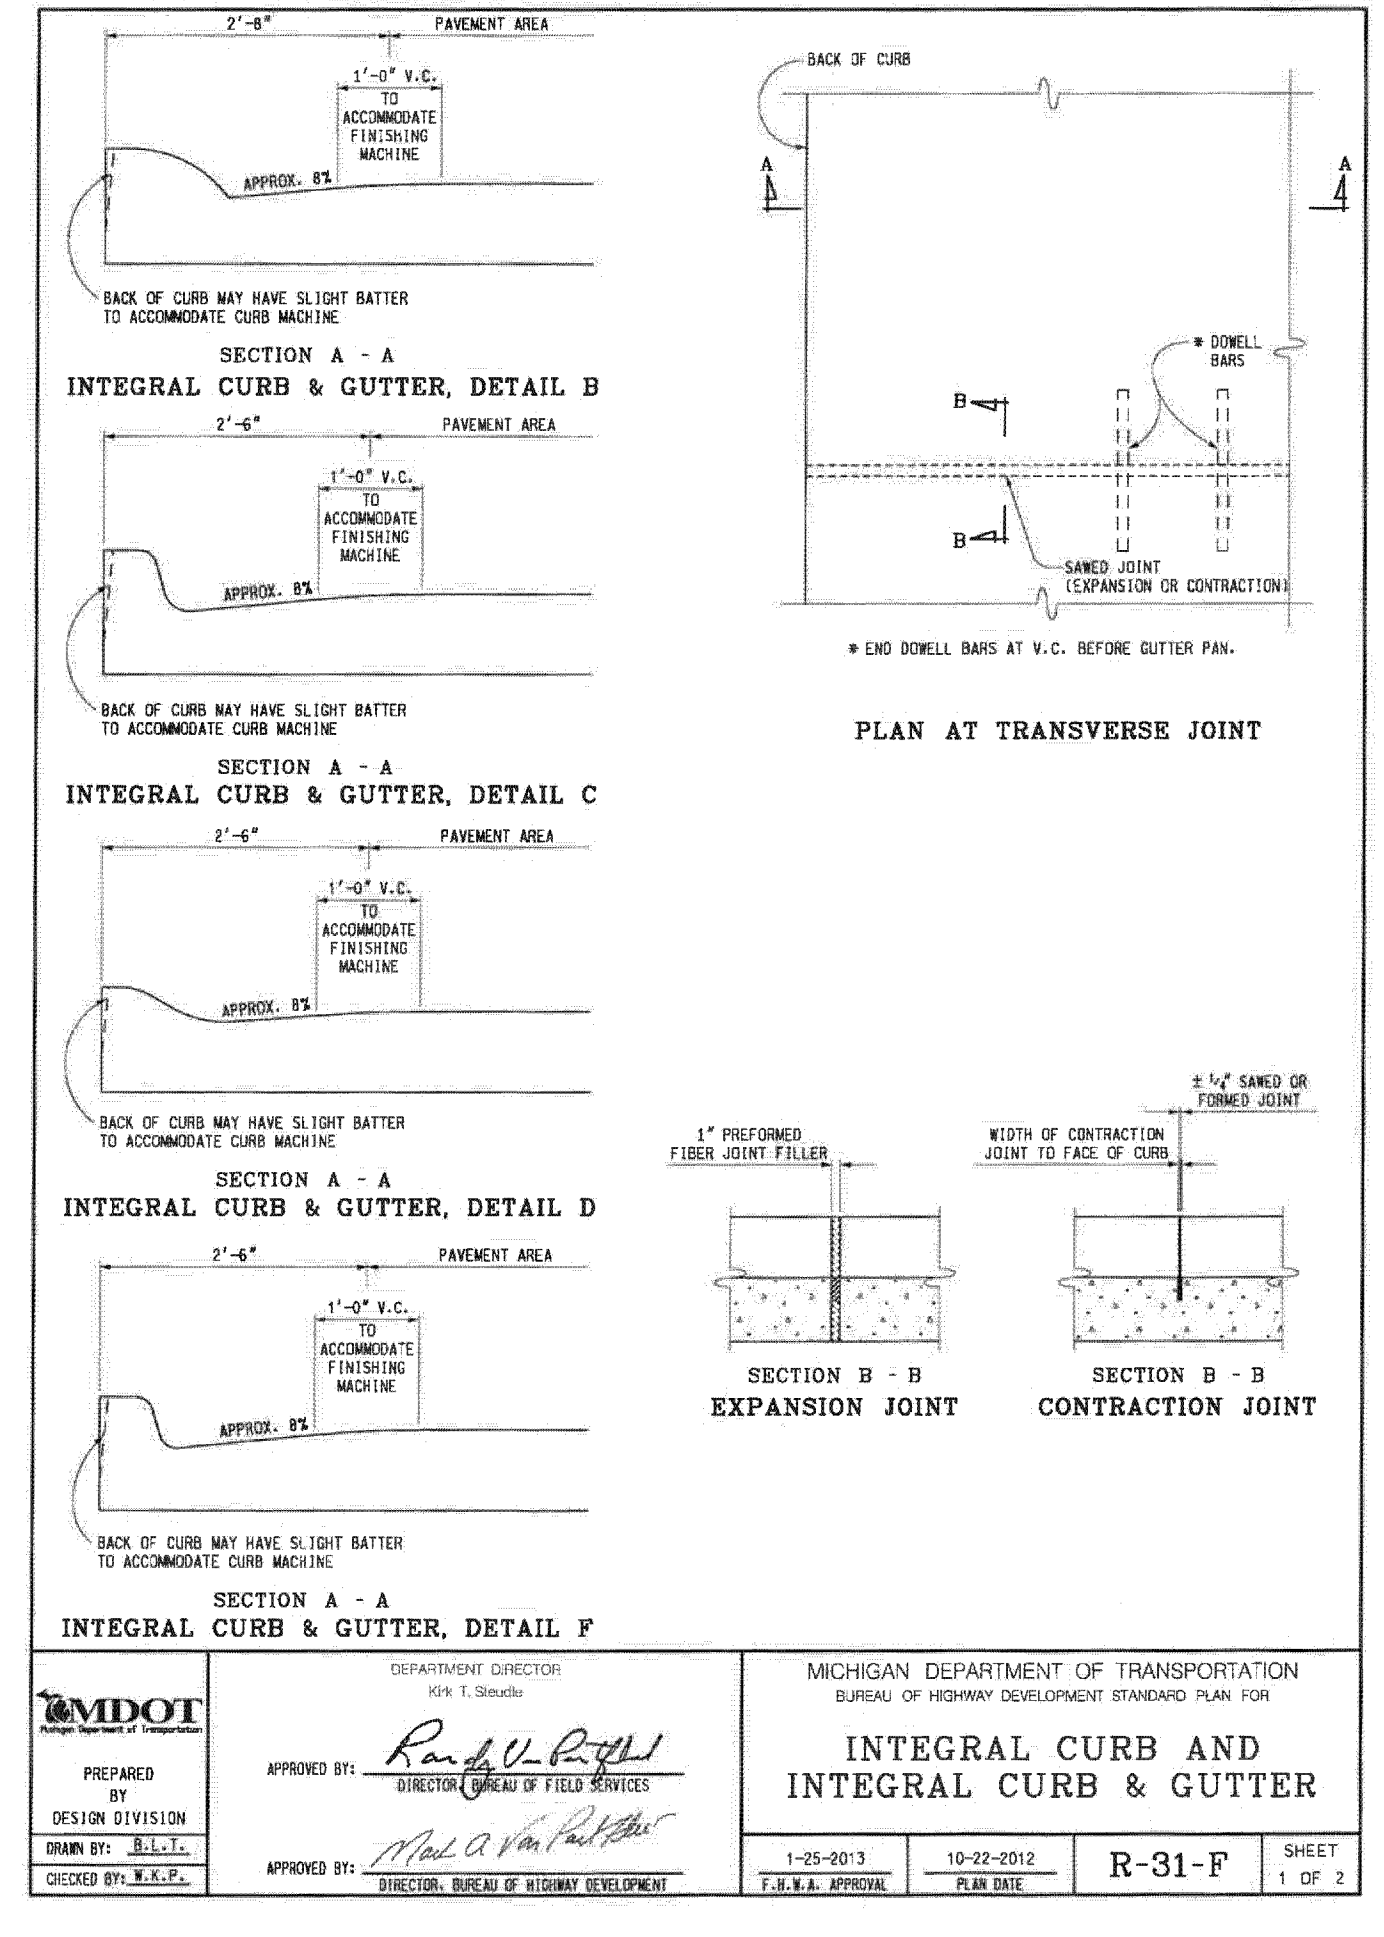 2'-8"
PAVEMENT AREA
1'-0" V.C.
TO
ACCOMMODATE
FINISHING
MACHINE
APPROX. 8%
BACK OF CURB MAY HAVE SLIGHT BATTER
TO ACCOMMODATE CURB MACHINE
SECTION A - A
INTEGRAL CURB & GUTTER, DETAIL B
2'-6"
PAVEMENT AREA
1'-0" V.C.
TO
ACCOMMODATE
FINISHING
MACHINE
APPROX. 8%
BACK OF CURB MAY HAVE SLIGHT BATTER
TO ACCOMMODATE CURB MACHINE
SECTION A - A
INTEGRAL CURB & GUTTER, DETAIL C
2'-6"
PAVEMENT AREA
1'-0" V.C.
TO
ACCOMMODATE
FINISHING
MACHINE
APPROX. 8%
BACK OF CURB MAY HAVE SLIGHT BATTER
TO ACCOMMODATE CURB MACHINE
SECTION A - A
INTEGRAL CURB & GUTTER, DETAIL D
2'-6"
PAVEMENT AREA
1'-0" V.C.
TO
ACCOMMODATE
FINISHING
MACHINE
APPROX. 8%
BACK OF CURB MAY HAVE SLIGHT BATTER
TO ACCOMMODATE CURB MACHINE
SECTION A - A
INTEGRAL CURB & GUTTER, DETAIL F
BACK OF CURB
A
A
* DOWELL
BARS
B
B
SAWED JOINT
(EXPANSION OR CONTRACTION)
* END DOWELL BARS AT V.C. BEFORE GUTTER PAN.
PLAN AT TRANSVERSE JOINT
1" PREFORMED
FIBER JOINT FILLER
SECTION B - B
EXPANSION JOINT
± 1/4" SAWED OR
FORMED JOINT
WIDTH OF CONTRACTION
JOINT TO FACE OF CURB
SECTION B - B
CONTRACTION JOINT
MDOT
Michigan Department of Transportation
PREPARED
BY
DESIGN DIVISION
DRAWN BY: B.L.T.
CHECKED BY: W.K.P.
DEPARTMENT DIRECTOR
Kirk T. Steudle
APPROVED BY:
DIRECTOR, BUREAU OF FIELD SERVICES
APPROVED BY:
DIRECTOR, BUREAU OF HIGHWAY DEVELOPMENT
MICHIGAN DEPARTMENT OF TRANSPORTATION
BUREAU OF HIGHWAY DEVELOPMENT STANDARD PLAN FOR
INTEGRAL CURB AND
INTEGRAL CURB & GUTTER
1-25-2013
F.H.W.A. APPROVAL
10-22-2012
PLAN DATE
R-31-F
SHEET
1 OF 2